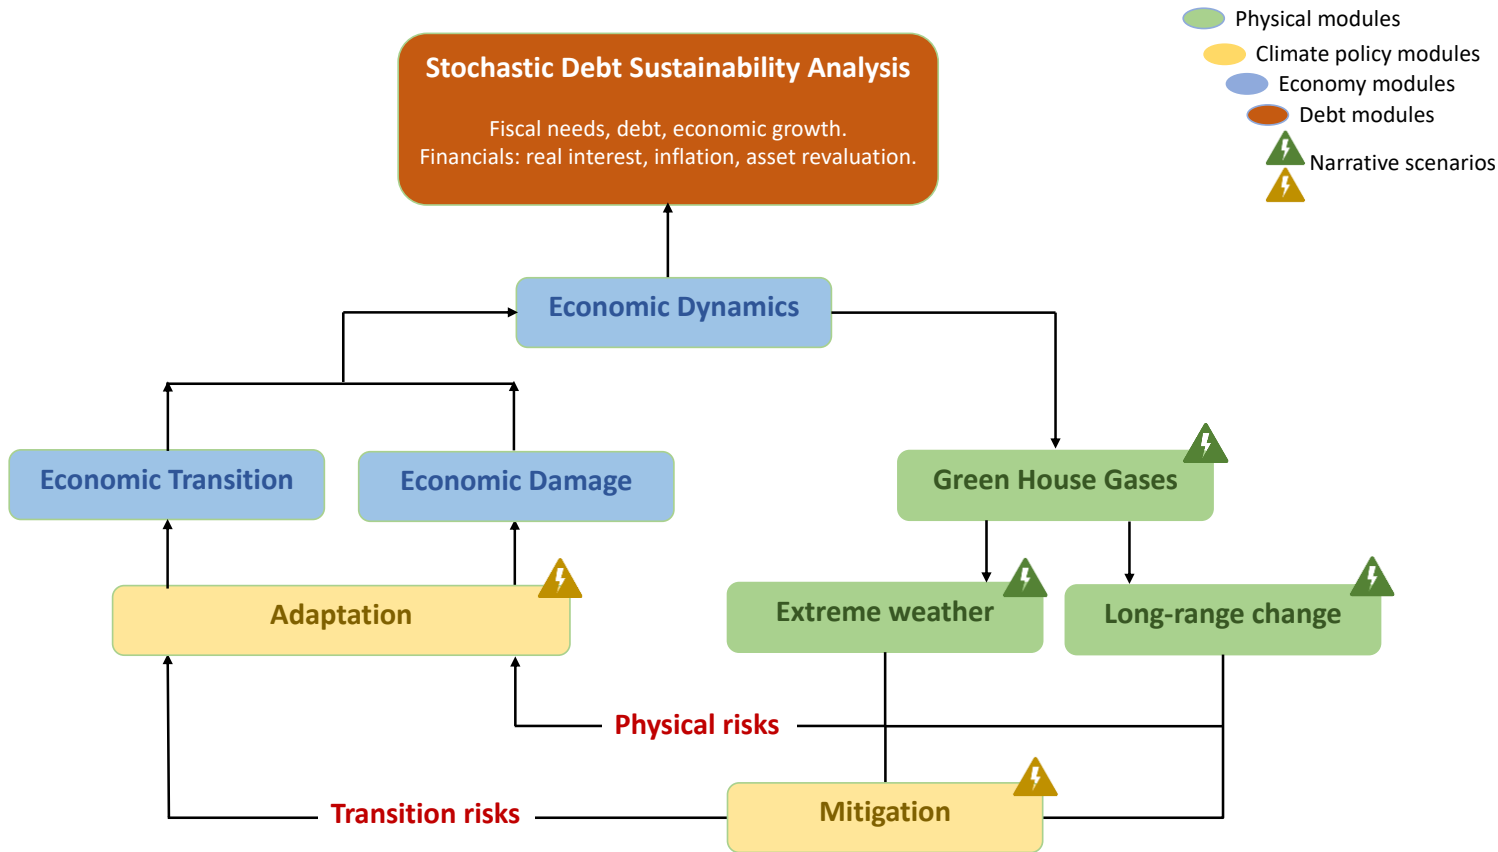 Physical modules
Climate policy modules
Economy modules
Debt modules
Narrative scenarios
Stochastic Debt Sustainability Analysis
Fiscal needs, debt, economic growth.
Financials: real interest, inflation, asset revaluation.
Economic Dynamics
Economic Transition
Economic Damage
Green House Gases
Adaptation
Extreme weather
Long-range change
Physical risks
Transition risks
Mitigation